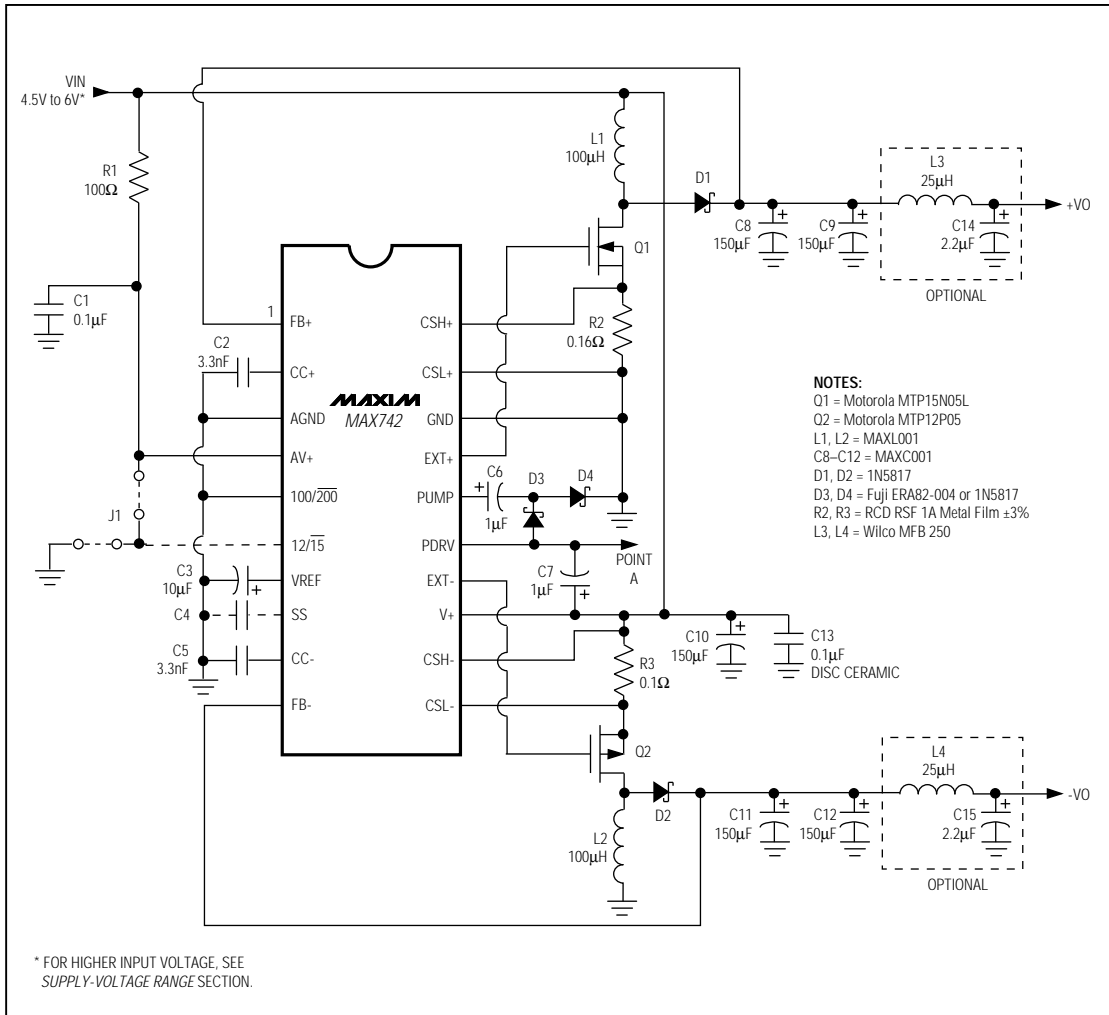 VIN
4.5V to 6V*
R1
100Ω
C1
0.1µF
L1
100µH
D1
C8
150µF
C9
150µF
L3
25µH
C14
2.2µF
+VO
OPTIONAL
Q1
R2
0.16Ω
1
FB+
C2
3.3nF
CC+
AGND
AV+
100/2̅0̅0̅
J1
12/1̅5̅
C3
10µF
+
VREF
C4
SS
C5
3.3nF
CC-
FB-
MAXIM
MAX742
CSH+
CSL+
GND
EXT+
PUMP
PDRV
EXT-
V+
CSH-
CSL-
+
C6
1µF
D3
D4
POINT
A
C7
1µF
+
NOTES:
Q1 = Motorola MTP15N05L
Q2 = Motorola MTP12P05
L1, L2 = MAXL001
C8–C12 = MAXC001
D1, D2 = 1N5817
D3, D4 = Fuji ERA82-004 or 1N5817
R2, R3 = RCD RSF 1A Metal Film ±3%
L3, L4 = Wilco MFB 250
R3
0.1Ω
C10
150µF
+
C13
0.1µF
DISC CERAMIC
Q2
D2
L2
100µH
C11
150µF
+
C12
150µF
+
L4
25µH
C15
2.2µF
+
-VO
OPTIONAL
* FOR HIGHER INPUT VOLTAGE, SEE
SUPPLY-VOLTAGE RANGE SECTION.